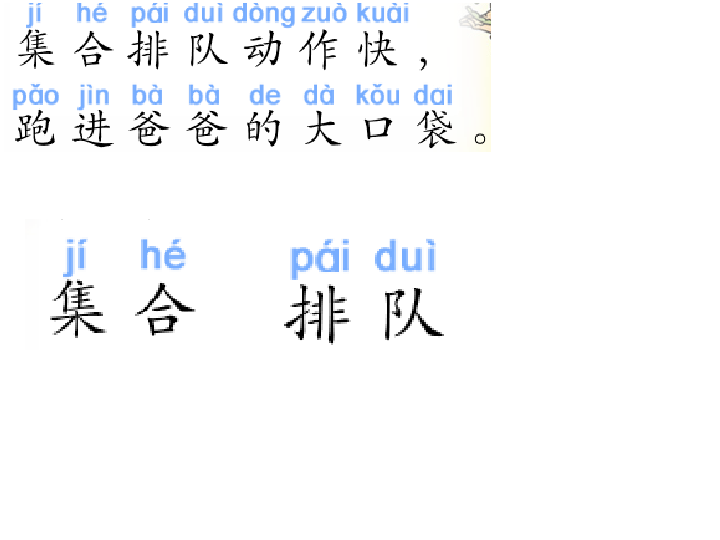 jí hé pái duì dòng zuò kuài
集合排队动作快，
pǎo jìn bà bà de dà kǒu dai
跑进爸爸的大口袋。
jí hé pái duì
集合 排队